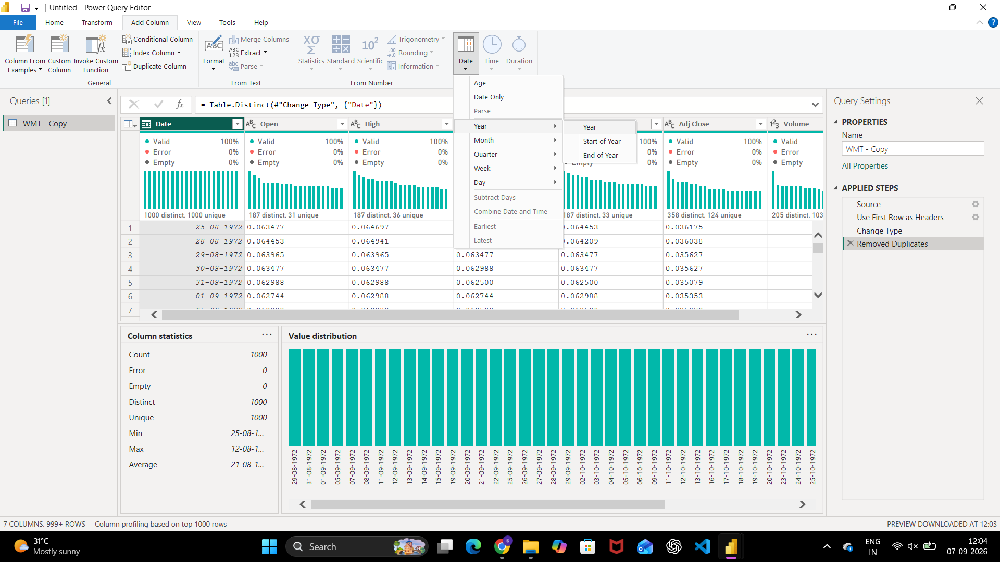 Untitled - Power Query Editor
File
Home
Transform
Add Column
View
Tools
Help
Column From Examples
Custom Column
Invoke Custom Function
Conditional Column
Index Column
Duplicate Column
General
Format
Merge Columns
Extract
Parse
From Text
Statistics
Standard
Scientific
Trigonometry
Rounding
Information
From Number
Date
Time
Duration
Age
Date Only
Parse
Year
Month
Quarter
Week
Day
Subtract Days
Combine Date and Time
Earliest
Latest
Year
Start of Year
End of Year
Queries [1]
WMT - Copy
= Table.Distinct(#"Change Type", {"Date"})
Date
Open
High
Adj Close
Volume
Valid 100%
Error 0%
Empty 0%
1000 distinct, 1000 unique
Valid 100%
Error 0%
Empty 0%
187 distinct, 31 unique
Valid 100%
Error 0%
Empty 0%
187 distinct, 36 unique
100%
0%
0%
187 distinct, 33 unique
Valid 100%
Error 0%
Empty 0%
358 distinct, 124 unique
Valid
Error
Empty
205 distinct, 103
1 25-08-1972 0.063477 0.064697 0.064453 0.036175
2 28-08-1972 0.064453 0.064941 0.064209 0.036038
3 29-08-1972 0.063965 0.063965 0.063477 0.063477 0.035627
4 30-08-1972 0.063477 0.063477 0.062988 0.063477 0.035627
5 31-08-1972 0.062988 0.062988 0.062500 0.062500 0.035079
6 01-09-1972 0.062744 0.062988 0.062744 0.062988 0.035353
7
Column statistics
Count 1000
Error 0
Empty 0
Distinct 1000
Unique 1000
Min 25-08-1...
Max 12-08-1...
Average 21-08-1...
Value distribution
29-08-1972
31-08-1972
01-09-1972
05-09-1972
07-09-1972
08-09-1972
11-09-1972
12-09-1972
13-09-1972
14-09-1972
15-09-1972
19-09-1972
20-09-1972
21-09-1972
22-09-1972
25-09-1972
26-09-1972
27-09-1972
28-09-1972
29-09-1972
02-10-1972
03-10-1972
04-10-1972
05-10-1972
06-10-1972
09-10-1972
11-10-1972
12-10-1972
13-10-1972
16-10-1972
17-10-1972
18-10-1972
19-10-1972
20-10-1972
23-10-1972
24-10-1972
25-10-1972
Query Settings
PROPERTIES
Name
WMT - Copy
All Properties
APPLIED STEPS
Source
Use First Row as Headers
Change Type
Removed Duplicates
7 COLUMNS, 999+ ROWS
Column profiling based on top 1000 rows
PREVIEW DOWNLOADED AT 12:03
31°C
Mostly sunny
Search
ENG
IN
12:04
07-09-2026